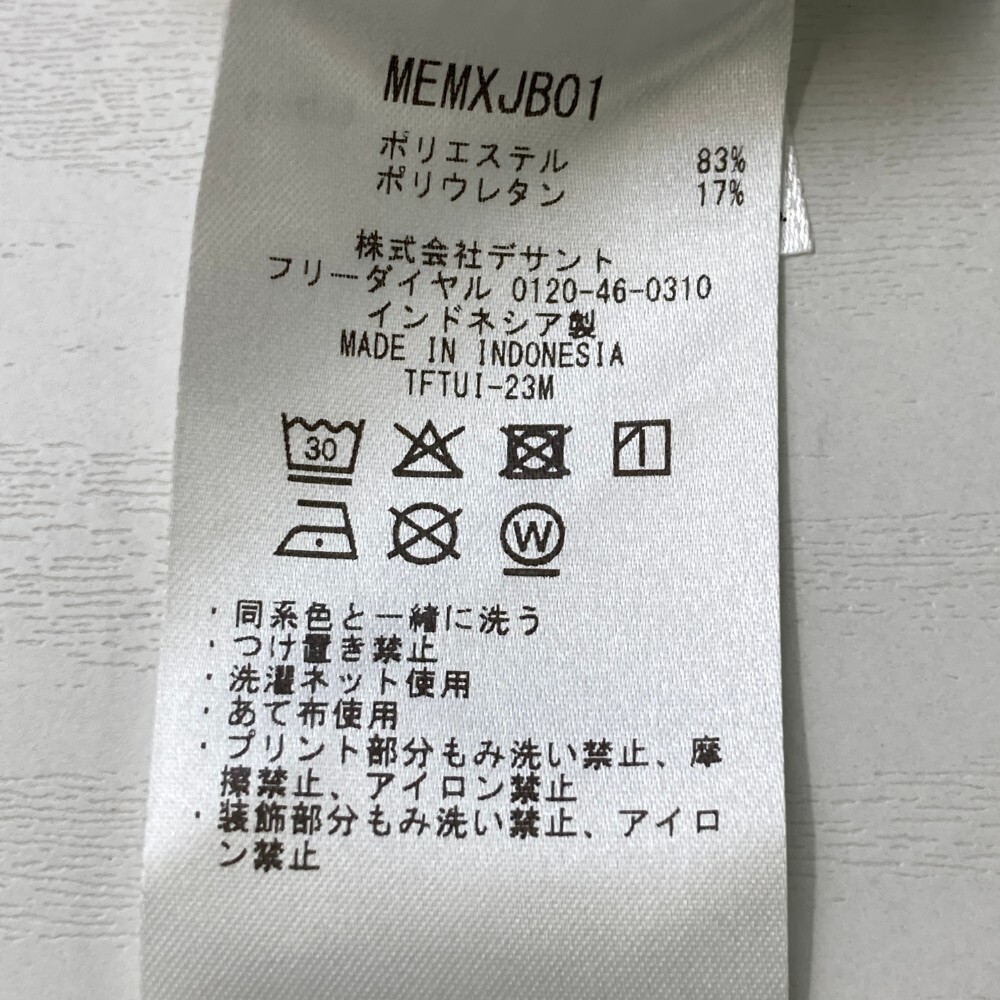 MEMXJB01
ポリエステル 83%
ポリウレタン 17%
株式会社デサント
フリーダイヤル 0120-46-0310
インドネシア製
MADE IN INDONESIA
TFTUI-23M
30
W
・同系色と一緒に洗う
・つけ置き禁止
・洗濯ネット使用
・あて布使用
・プリント部分もみ洗い禁止、摩
擦禁止、アイロン禁止
・装飾部分もみ洗い禁止、アイロ
ン禁止